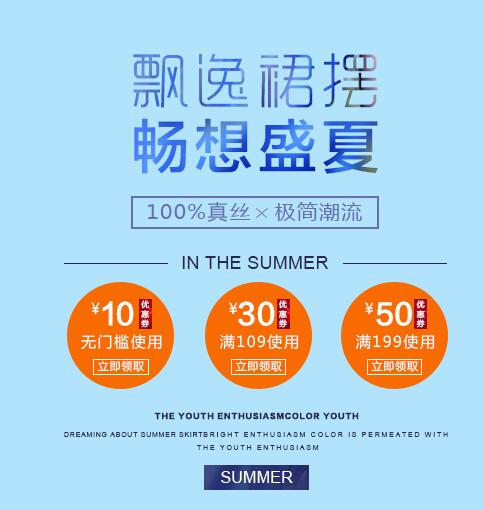 飘逸裙摆
畅想盛夏
100%真丝×极简潮流
IN THE SUMMER
¥10 优惠券
无门槛使用
立即领取
¥30 优惠券
满109使用
立即领取
¥50 优惠券
满199使用
立即领取
THE YOUTH ENTHUSIASMCOLOR YOUTH
DREAMING ABOUT SUMMER SKIRTBRIGHT ENTHUSIASM COLOR IS PERMEATED WITH
THE YOUTH ENTHUSIASM
SUMMER